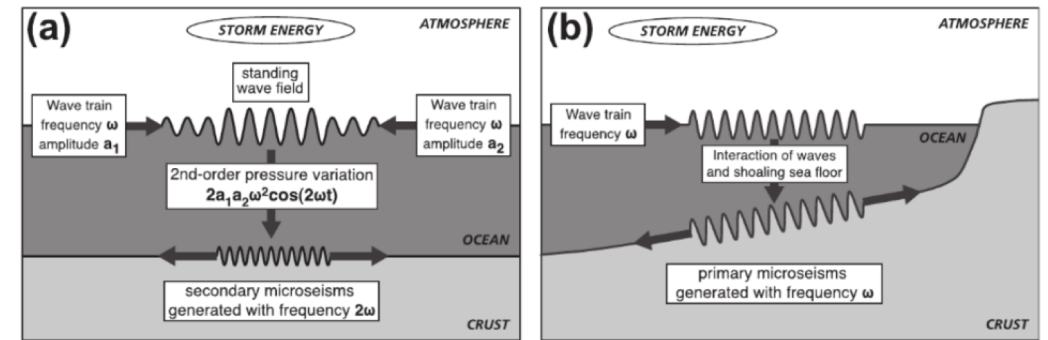 (a)
STORM ENERGY
ATMOSPHERE
standing
wave field
Wave train
frequency ω
amplitude a₁
Wave train
frequency ω
amplitude a₂
2nd-order pressure variation
2a₁a₂ω²cos(2ωt)
OCEAN
secondary microseisms
generated with frequency 2ω
CRUST
(b)
STORM ENERGY
ATMOSPHERE
Wave train
frequency ω
OCEAN
Interaction of waves
and shoaling sea floor
primary microseisms
generated with frequency ω
CRUST